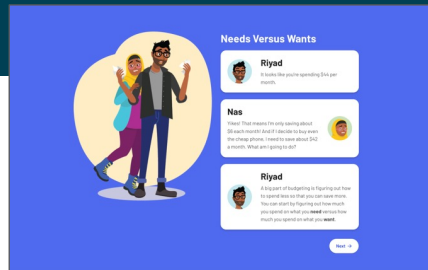 Needs Versus Wants
Riyad
It looks like you're spending $44 per
month.
Nas
Yikes! That means I'm only saving about
$6 each month! And if I decide to buy even
the cheap phone, I need to save about $42
a month. What am I going to do?
Riyad
A big part of budgeting is figuring out how
to spend less so that you can save more.
You can start by figuring out how much
you spend on what you need versus how
much you spend on what you want.
Next →